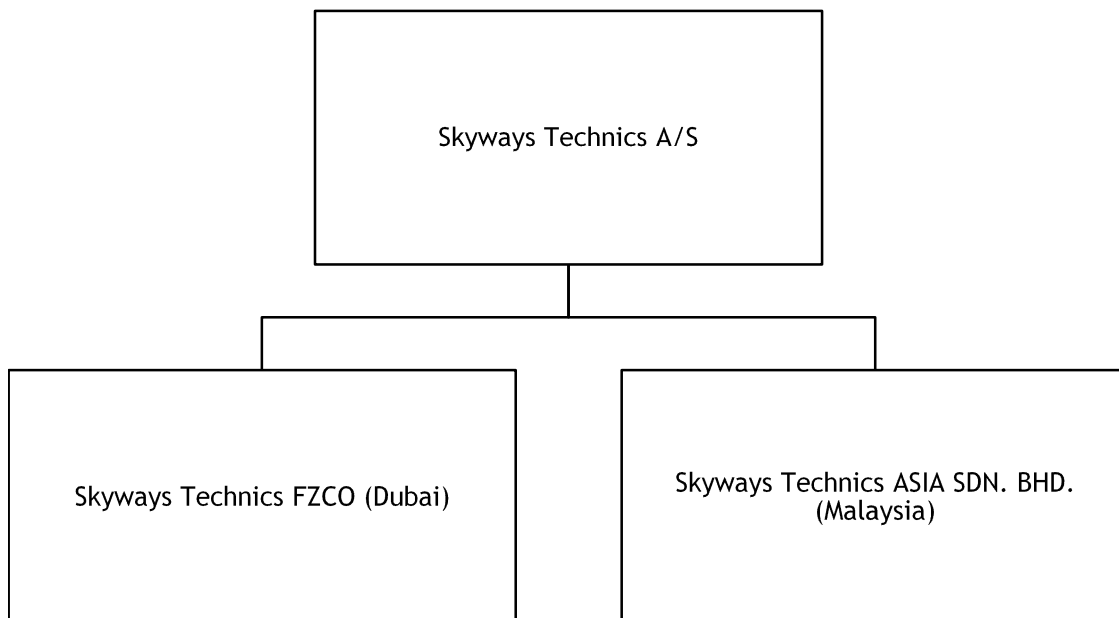 Skyways Technics A/S
Skyways Technics FZCO (Dubai)
Skyways Technics ASIA SDN. BHD.
(Malaysia)